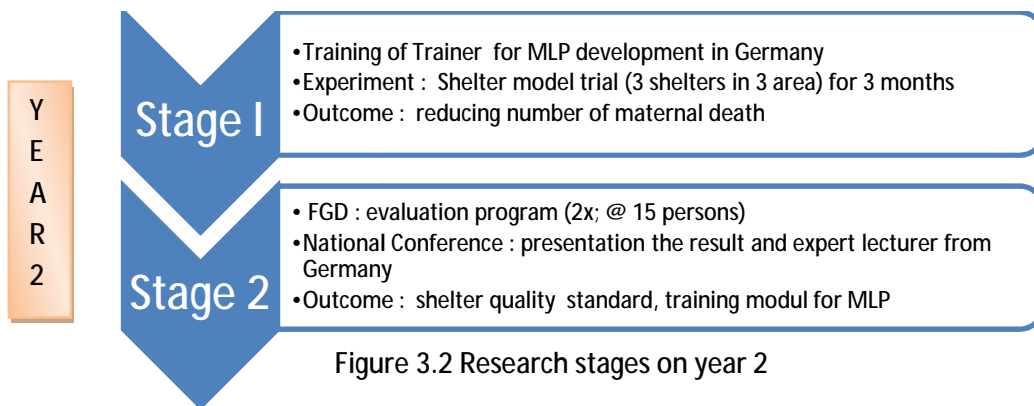 Y
E
A
R
2
Stage I
•Training of Trainer for MLP development in Germany
•Experiment : Shelter model trial (3 shelters in 3 area) for 3 months
•Outcome : reducing number of maternal death
Stage 2
• FGD : evaluation program (2x; @ 15 persons)
•National Conference : presentation the result and expert lecturer from
Germany
•Outcome : shelter quality standard, training modul for MLP
Figure 3.2 Research stages on year 2